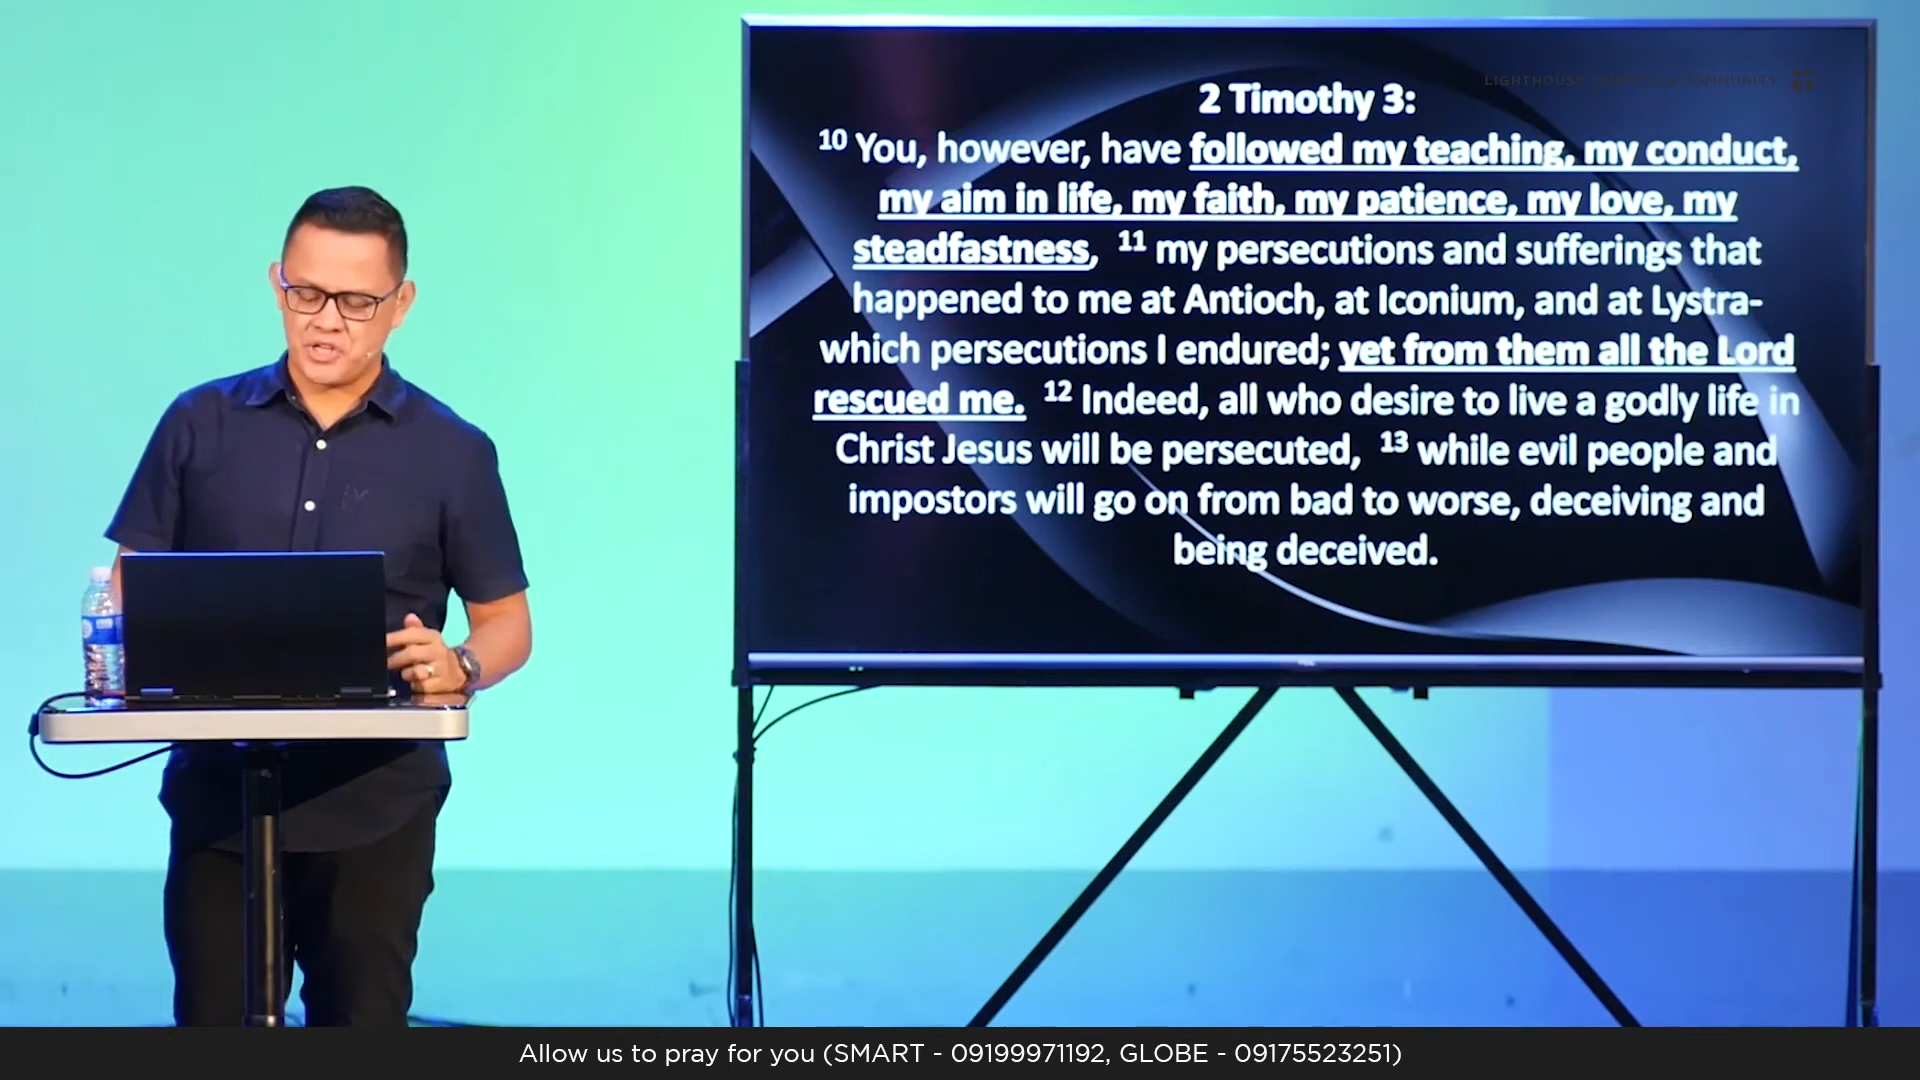 LIGHTHOUSE CHRISTIAN COMMUNITY
2 Timothy 3:
10 You, however, have followed my teaching, my conduct,
my aim in life, my faith, my patience, my love, my
steadfastness, 11 my persecutions and sufferings that
happened to me at Antioch, at Iconium, and at Lystra-
which persecutions I endured; yet from them all the Lord
rescued me. 12 Indeed, all who desire to live a godly life in
Christ Jesus will be persecuted, 13 while evil people and
impostors will go on from bad to worse, deceiving and
being deceived.
TCL
Allow us to pray for you (SMART - 09199971192, GLOBE - 09175523251)